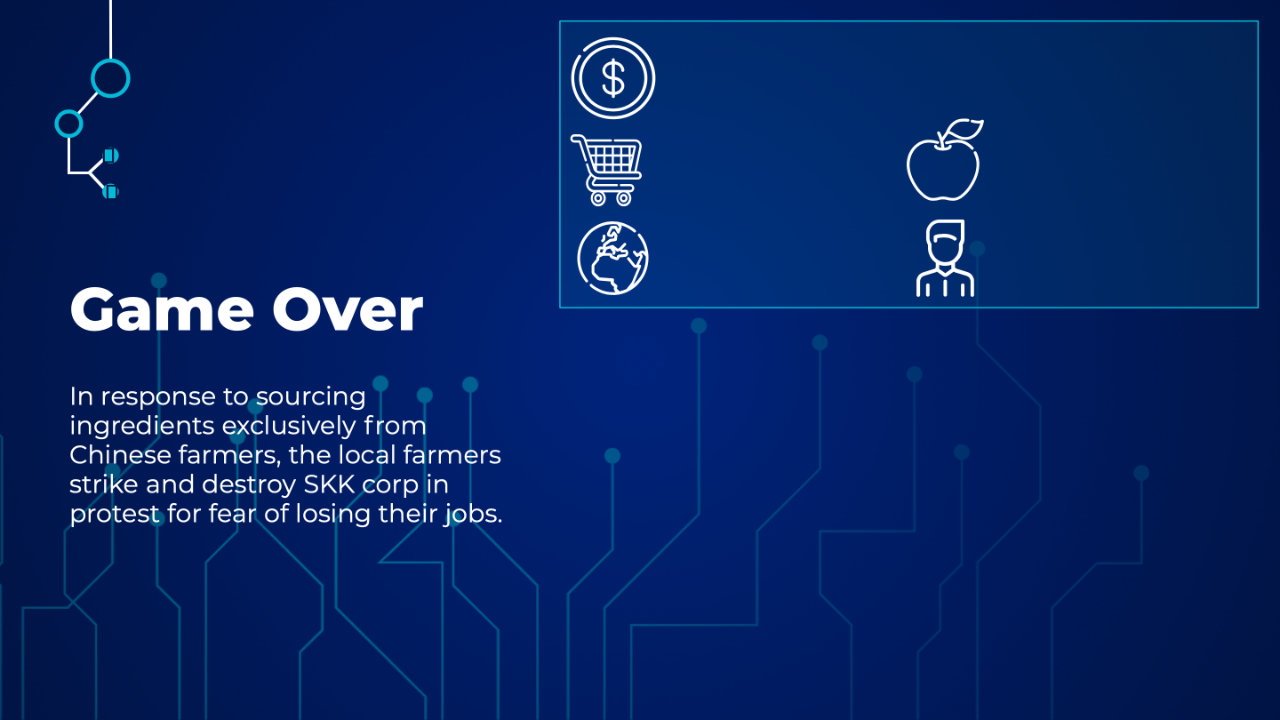 $
Game Over
In response to sourcing
ingredients exclusively from
Chinese farmers, the local farmers
strike and destroy SKK corp in
protest for fear of losing their jobs.